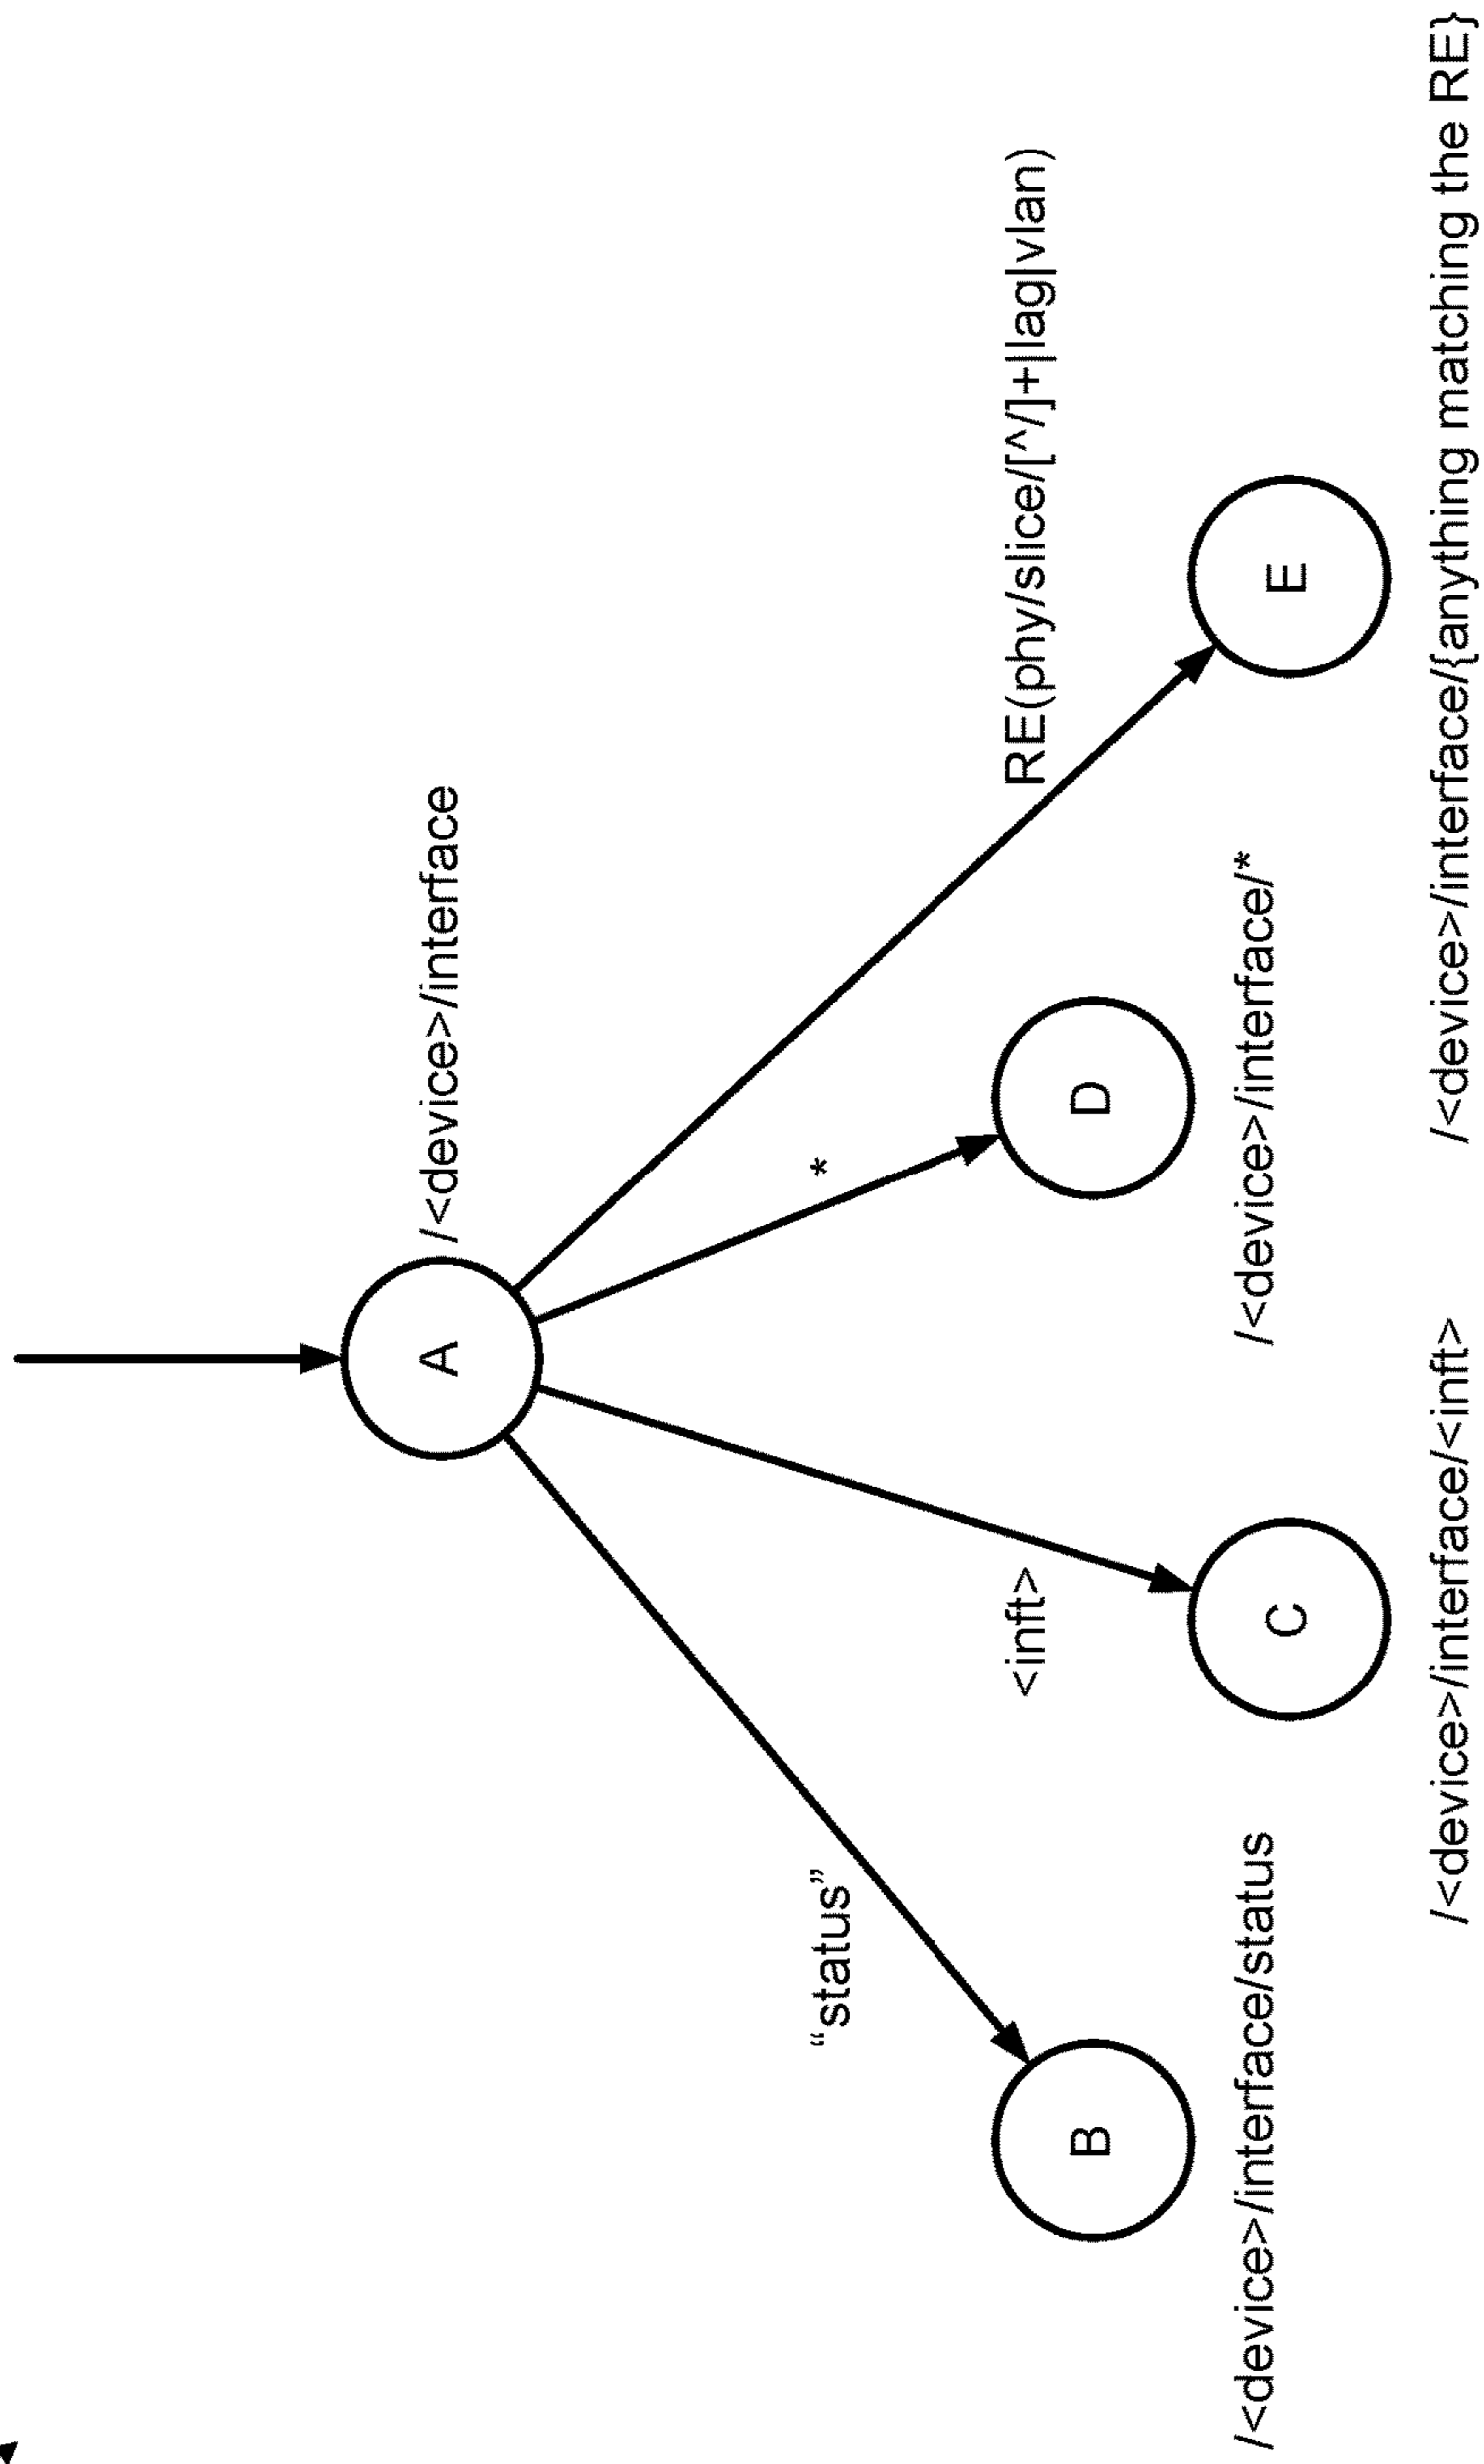 A
/<device>/interface
“status”
*
<inft>
RE(phy/slice/[^/]+|lag|vlan)
B
D
C
E
/<device>/interface/status
/<device>/interface/*
/<device>/interface/<inft>
/<device>/interface/{anything matching the RE}